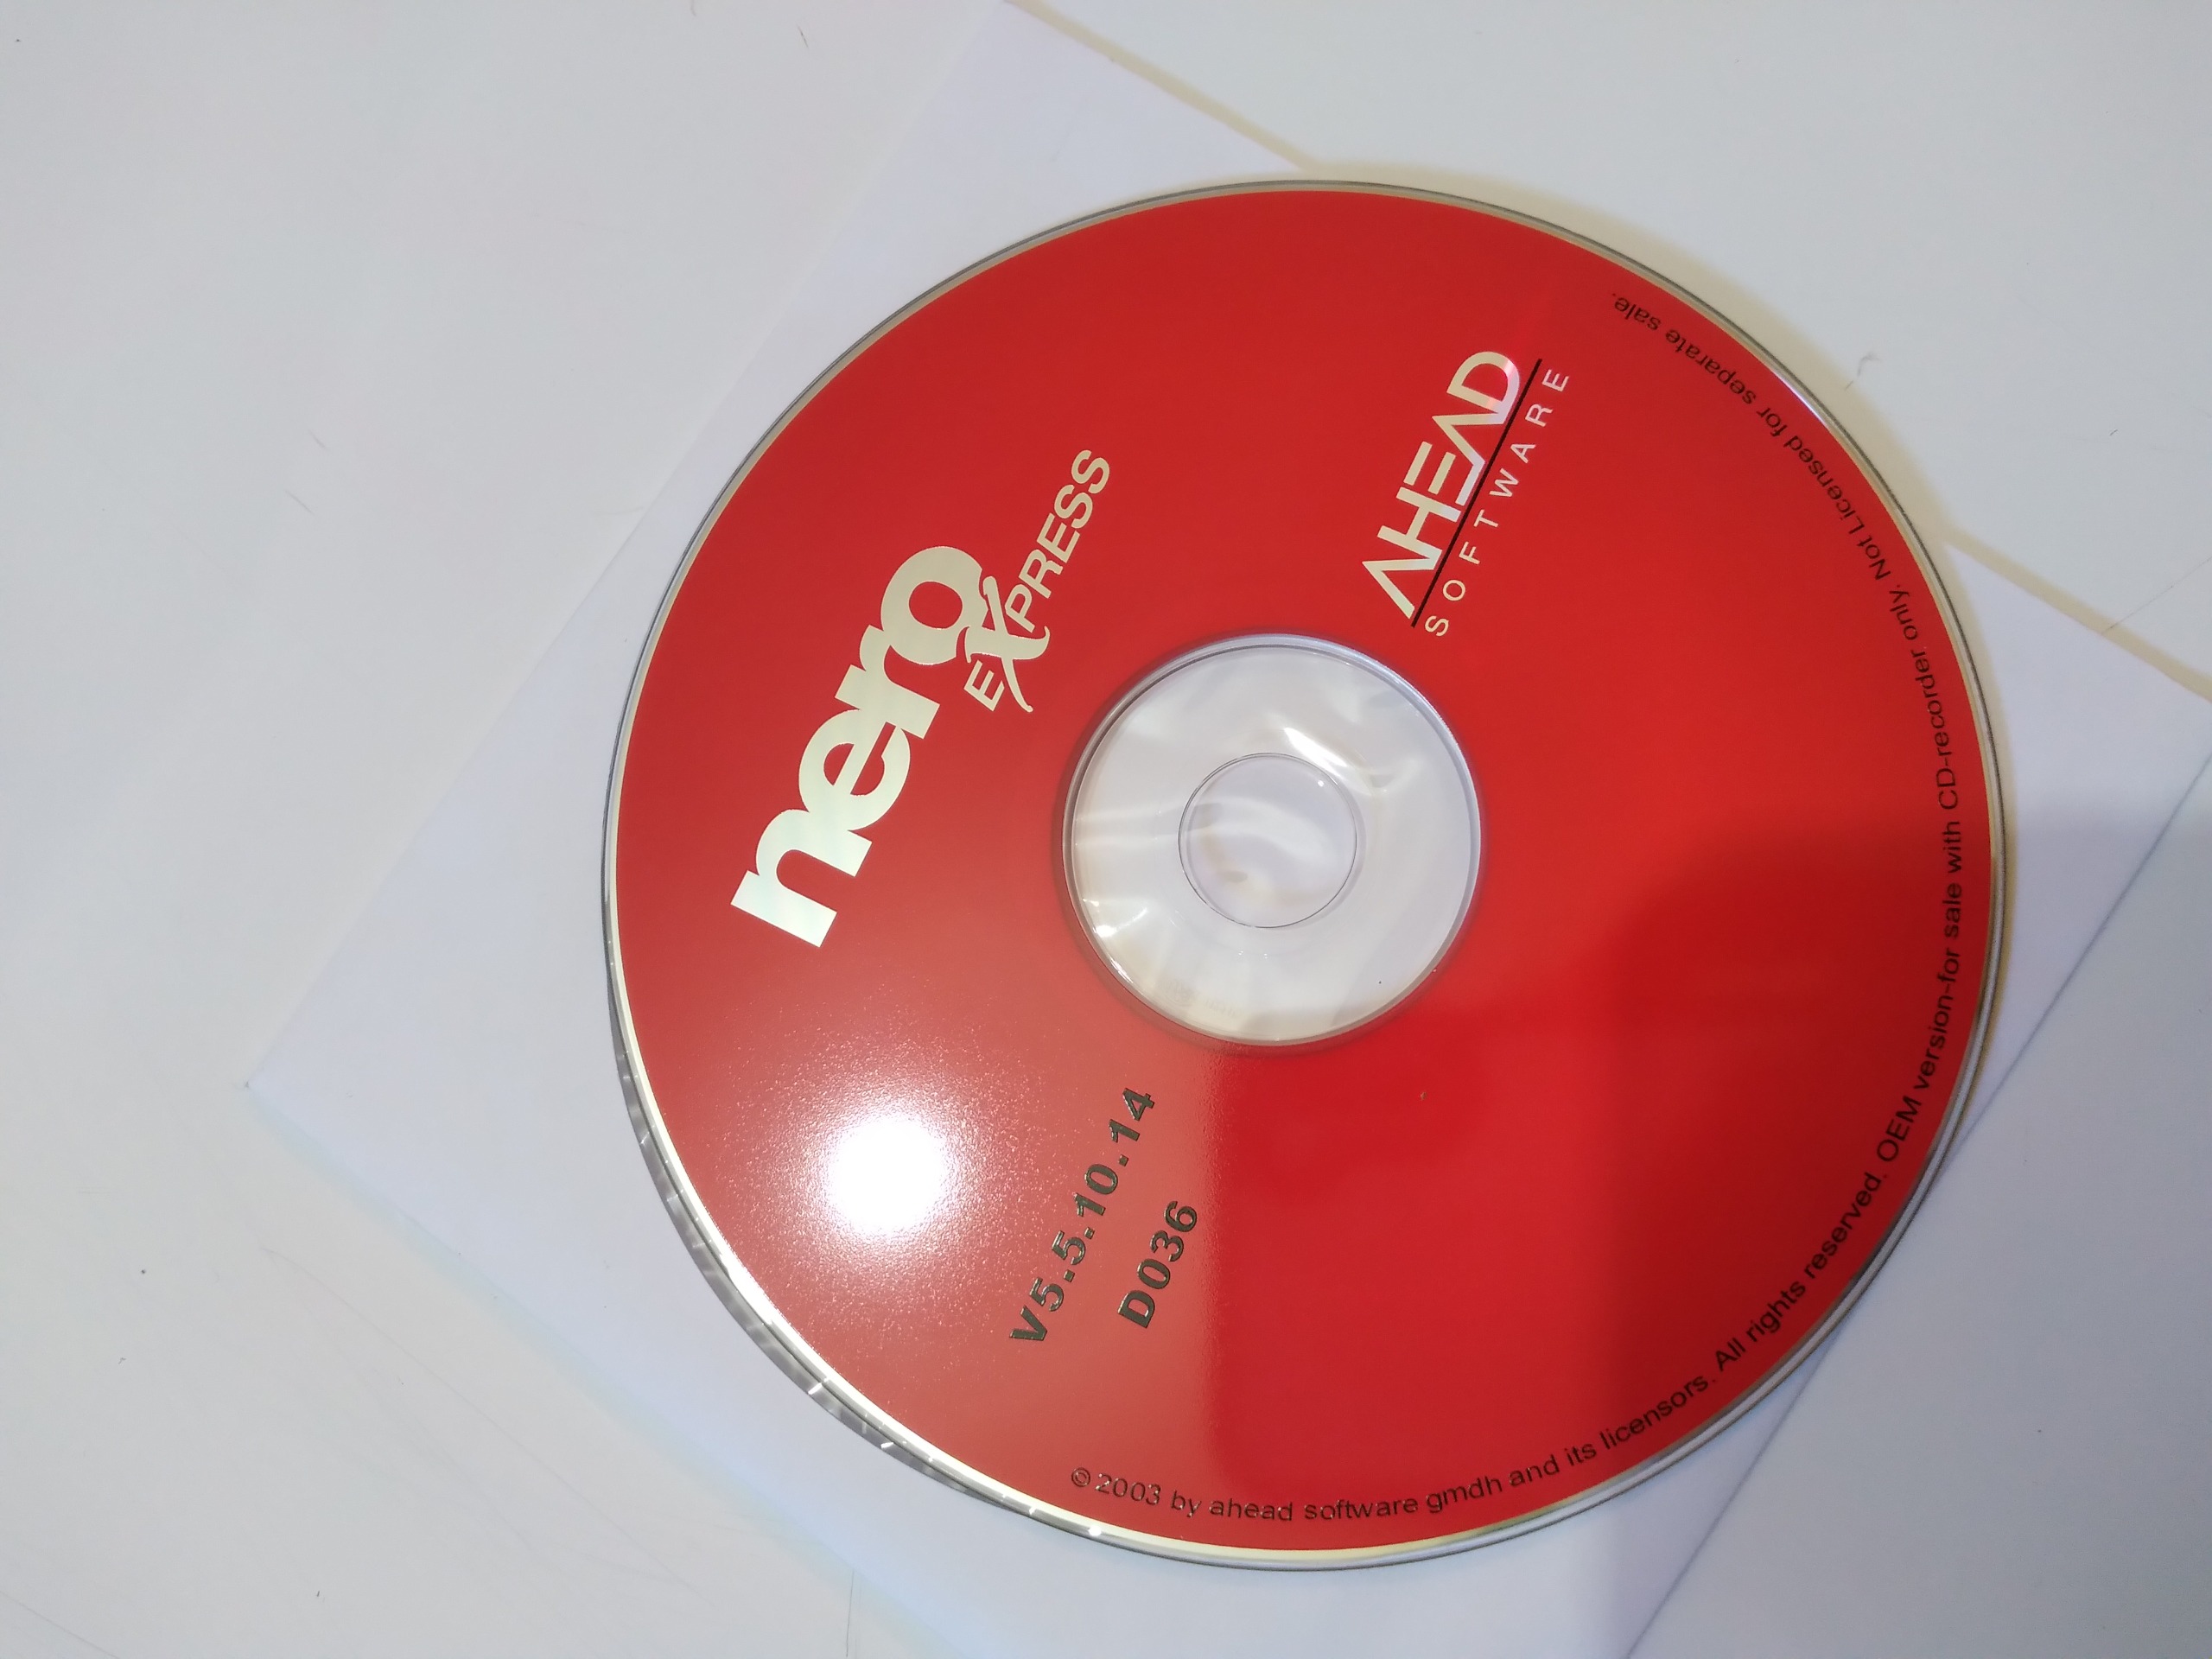 nero
EXPRESS
AHEAD
SOFTWARE
V5.5.10.14
D036
©2003 by ahead software gmdh and its licensors. All rights reserved. OEM version-for sale with CD-reccorder only. Not Licensed for separate sale.